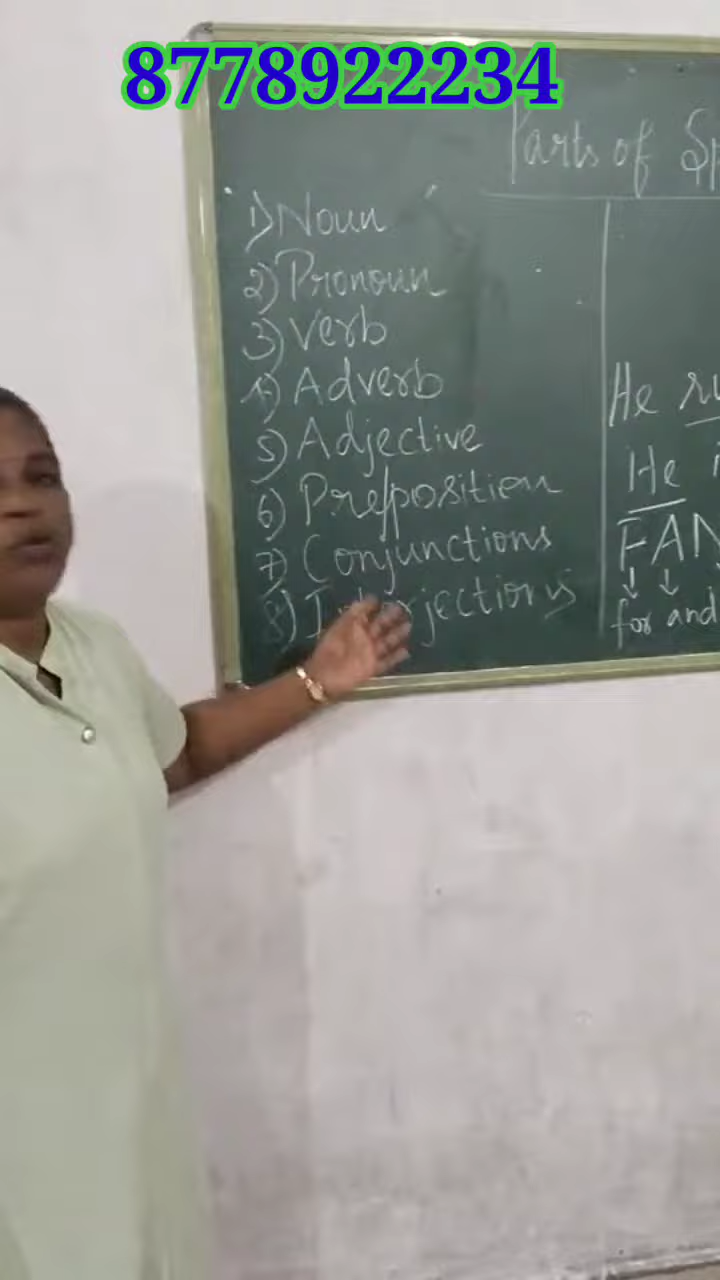 8778922234
Parts of Sp
1) Noun
2) Pronoun
3) Verb
4) Adverb
5) Adjective
6) Preposition
7) Conjunctions
8) Interjections
He ru
He i
FAN
for and